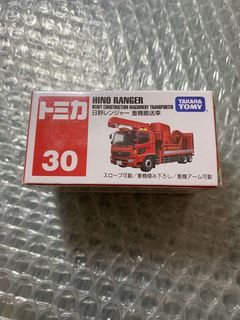 トミカ
30
HINO RANGER
HEAVY CONSTRUCTION MACHINERY TRANSPORTER
日野レンジャー 重機搬送車
TAKARA
TOMY
スロープ可動/重機積み下ろし/重機アーム可動